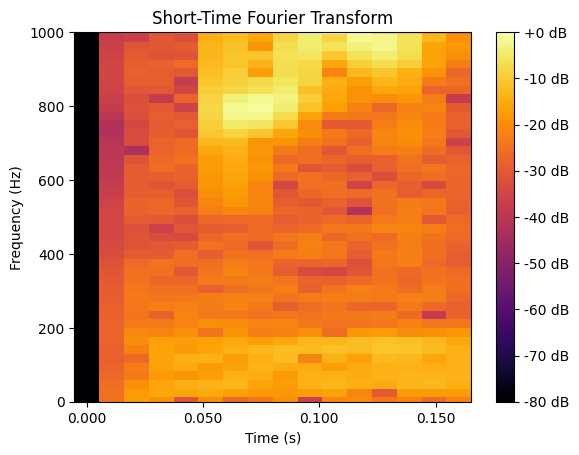 Short-Time Fourier Transform
1000
800
600
400
200
0
Frequency (Hz)
0.000
0.050
0.100
0.150
Time (s)
+0 dB
-10 dB
-20 dB
-30 dB
-40 dB
-50 dB
-60 dB
-70 dB
-80 dB